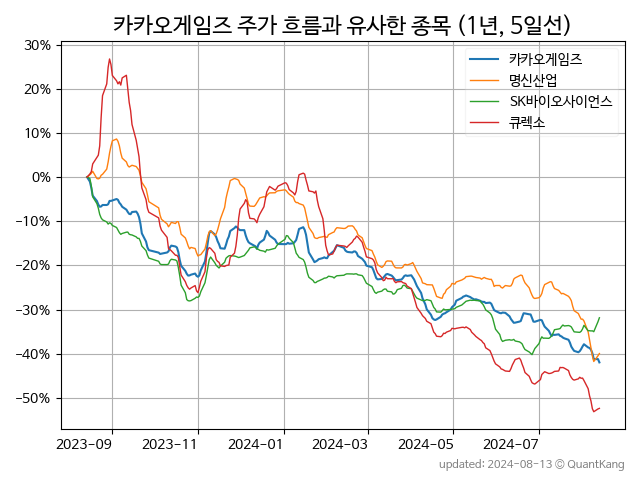 카카오게임즈 주가 흐름과 유사한 종목 (1년, 5일선)
30%
20%
10%
0%
−10%
−20%
−30%
−40%
−50%
카카오게임즈
명신산업
SK바이오사이언스
큐렉소
2023-09
2023-11
2024-01
2024-03
2024-05
2024-07
updated: 2024-08-13 © QuantKang